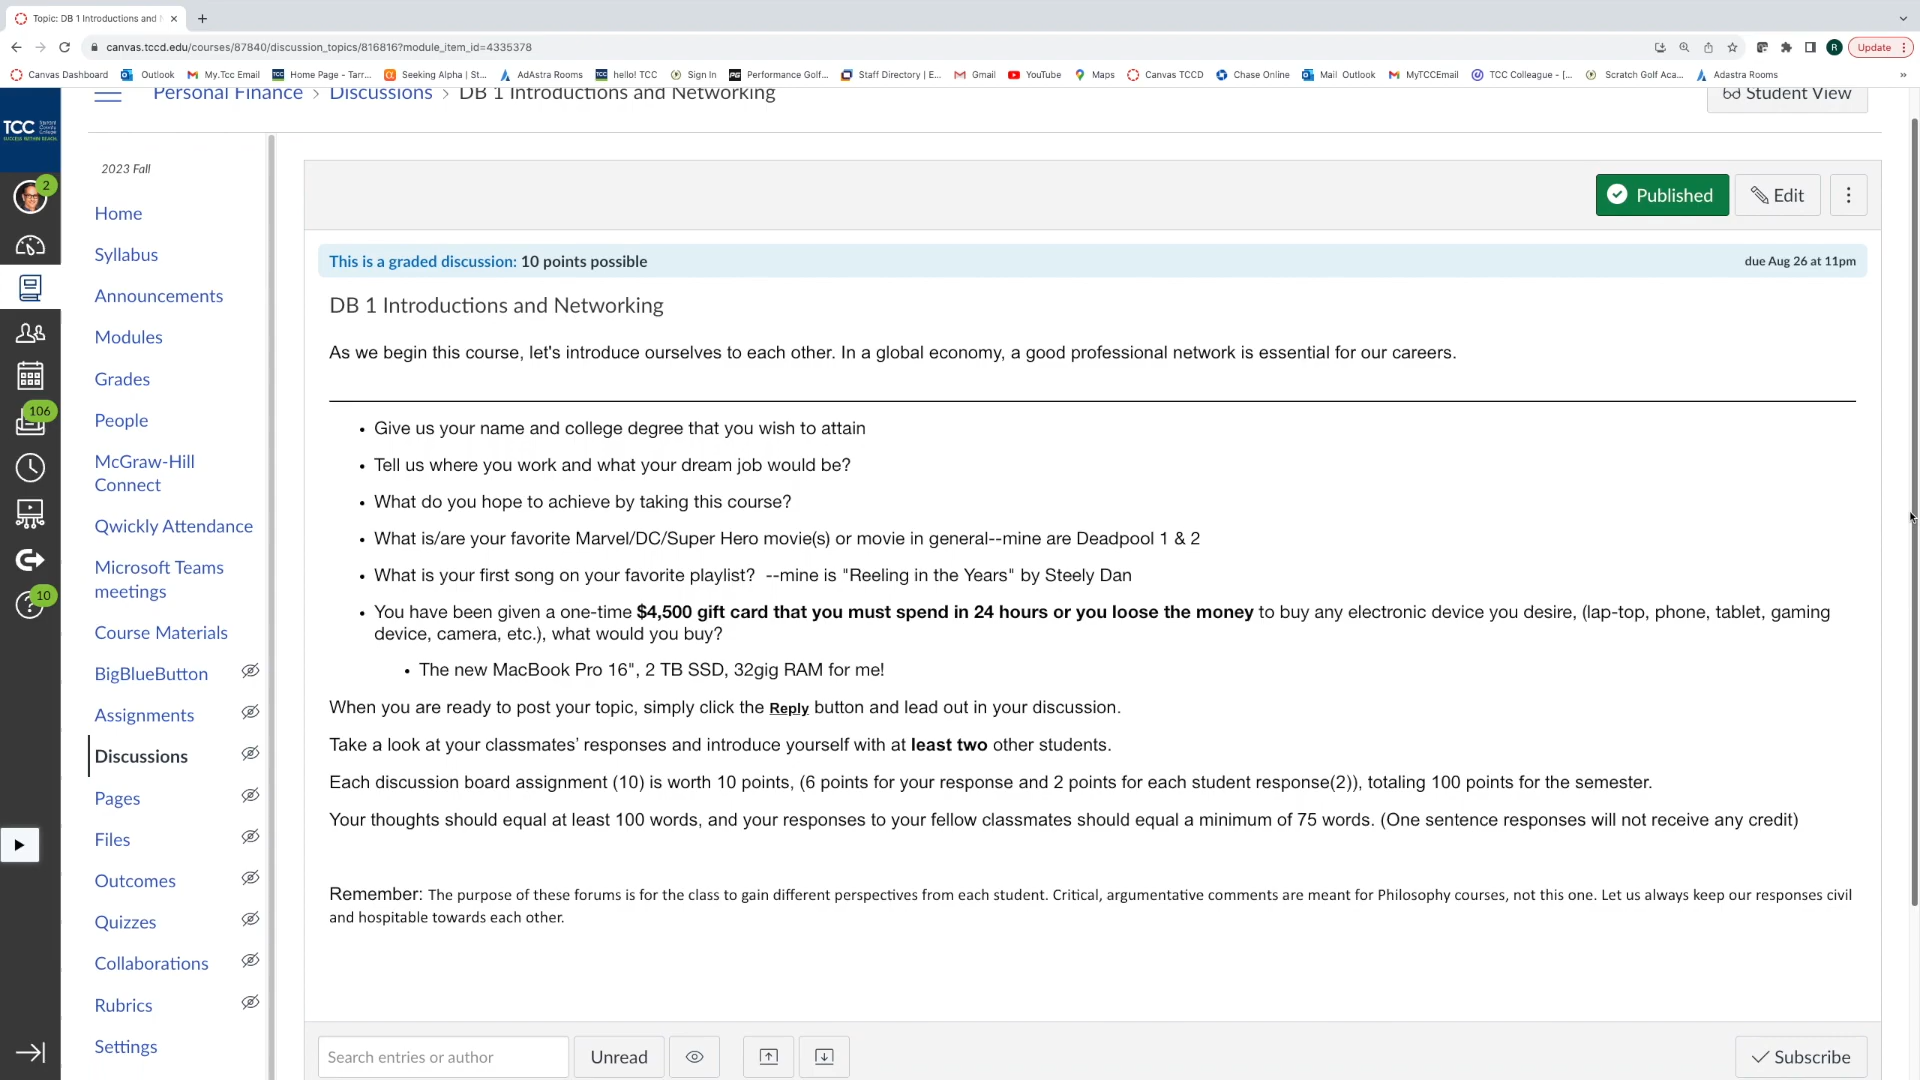 Topic: DB 1 Introductions and N
canvas.tccd.edu/courses/87840/discussion_topics/816816?module_item_id=4335378
R
Update
Canvas Dashboard
Outlook
My.Tcc Email
Home Page - Tarr...
Seeking Alpha | St...
AdAstra Rooms
hello! TCC
Sign In
Performance Golf...
Staff Directory | E...
Gmail
YouTube
Maps
Canvas TCCD
Chase Online
Mail Outlook
MyTCCEmail
TCC Colleague - [...
Scratch Golf Aca...
Adastra Rooms
»
Personal Finance > Discussions > DB 1 Introductions and Networking
Student View
TCC
2
106
10
2023 Fall
Home
Syllabus
Announcements
Modules
Grades
People
McGraw-Hill
Connect
Qwickly Attendance
Microsoft Teams
meetings
Course Materials
BigBlueButton
Assignments
Discussions
Pages
Files
Outcomes
Quizzes
Collaborations
Rubrics
Settings
Published
Edit
This is a graded discussion: 10 points possible
due Aug 26 at 11pm
DB 1 Introductions and Networking
As we begin this course, let's introduce ourselves to each other. In a global economy, a good professional network is essential for our careers.
• Give us your name and college degree that you wish to attain
• Tell us where you work and what your dream job would be?
• What do you hope to achieve by taking this course?
• What is/are your favorite Marvel/DC/Super Hero movie(s) or movie in general--mine are Deadpool 1 & 2
• What is your first song on your favorite playlist?  --mine is "Reeling in the Years" by Steely Dan
• You have been given a one-time $4,500 gift card that you must spend in 24 hours or you loose the money to buy any electronic device you desire, (lap-top, phone, tablet, gaming
device, camera, etc.), what would you buy?
• The new MacBook Pro 16", 2 TB SSD, 32gig RAM for me!
When you are ready to post your topic, simply click the Reply button and lead out in your discussion.
Take a look at your classmates’ responses and introduce yourself with at least two other students.
Each discussion board assignment (10) is worth 10 points, (6 points for your response and 2 points for each student response(2)), totaling 100 points for the semester.
Your thoughts should equal at least 100 words, and your responses to your fellow classmates should equal a minimum of 75 words. (One sentence responses will not receive any credit)
Remember: The purpose of these forums is for the class to gain different perspectives from each student. Critical, argumentative comments are meant for Philosophy courses, not this one. Let us always keep our responses civil
and hospitable towards each other.
Search entries or author
Unread
Subscribe